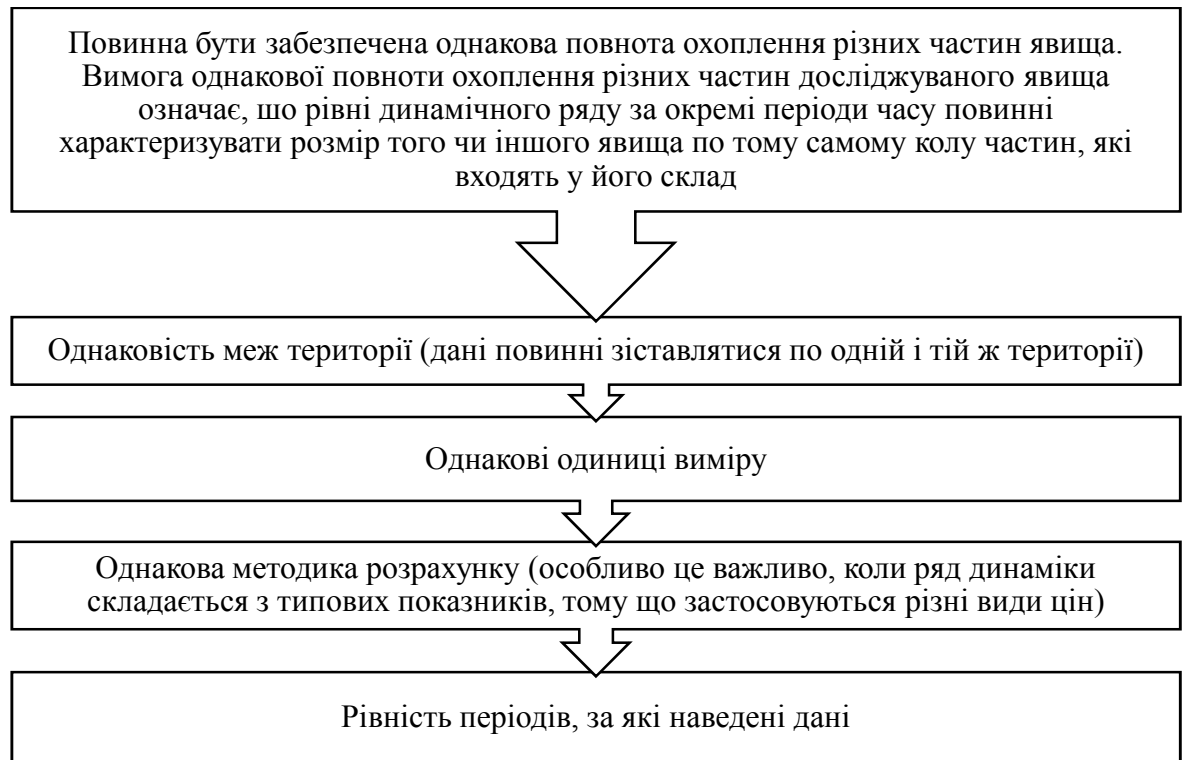 Повинна бути забезпечена однакова повнота охоплення різних частин явища.
Вимога однакової повноти охоплення різних частин досліджуваного явища
означає, шо рівні динамічного ряду за окремі періоди часу повинні
характеризувати розмір того чи іншого явища по тому самому колу частин, які
входять у його склад
Однаковість меж території (дані повинні зіставлятися по одній і тій ж території)
Однакові одиниці виміру
Однакова методика розрахунку (особливо це важливо, коли ряд динаміки
складається з типових показників, тому що застосовуються різні види цін)
Рівність періодів, за які наведені дані